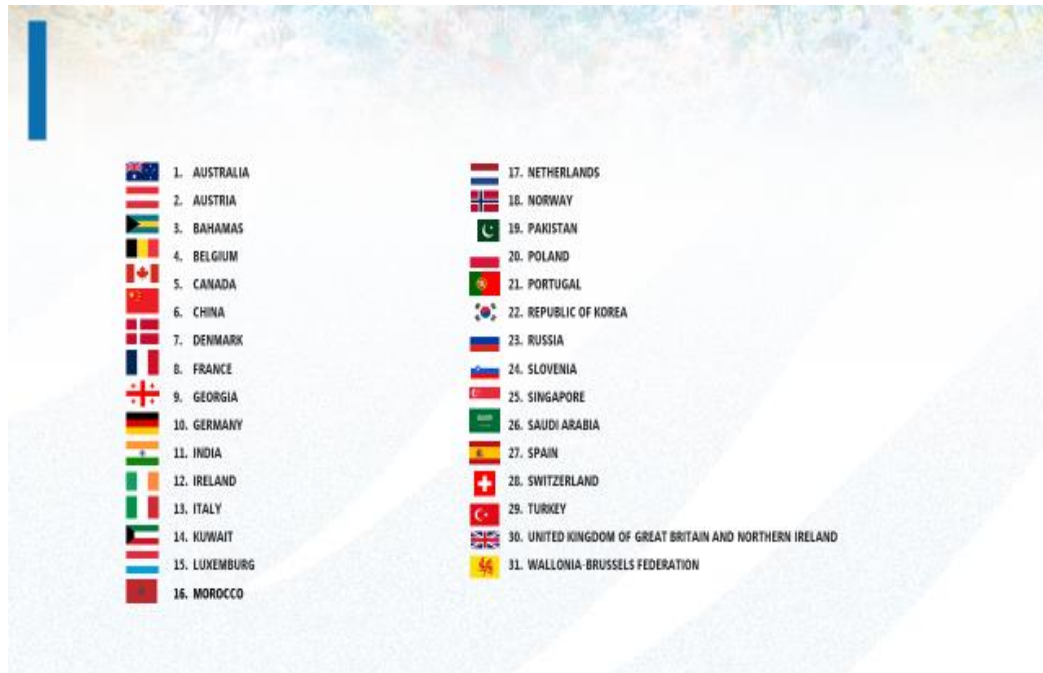 1. AUSTRALIA
2. AUSTRIA
3. BAHAMAS
4. BELGIUM
5. CANADA
6. CHINA
7. DENMARK
8. FRANCE
9. GEORGIA
10. GERMANY
11. INDIA
12. IRELAND
13. ITALY
14. KUWAIT
15. LUXEMBURG
16. MOROCCO
17. NETHERLANDS
18. NORWAY
19. PAKISTAN
20. POLAND
21. PORTUGAL
22. REPUBLIC OF KOREA
23. RUSSIA
24. SLOVENIA
25. SINGAPORE
26. SAUDI ARABIA
27. SPAIN
28. SWITZERLAND
29. TURKEY
30. UNITED KINGDOM OF GREAT BRITAIN AND NORTHERN IRELAND
31. WALLONIA-BRUSSELS FEDERATION